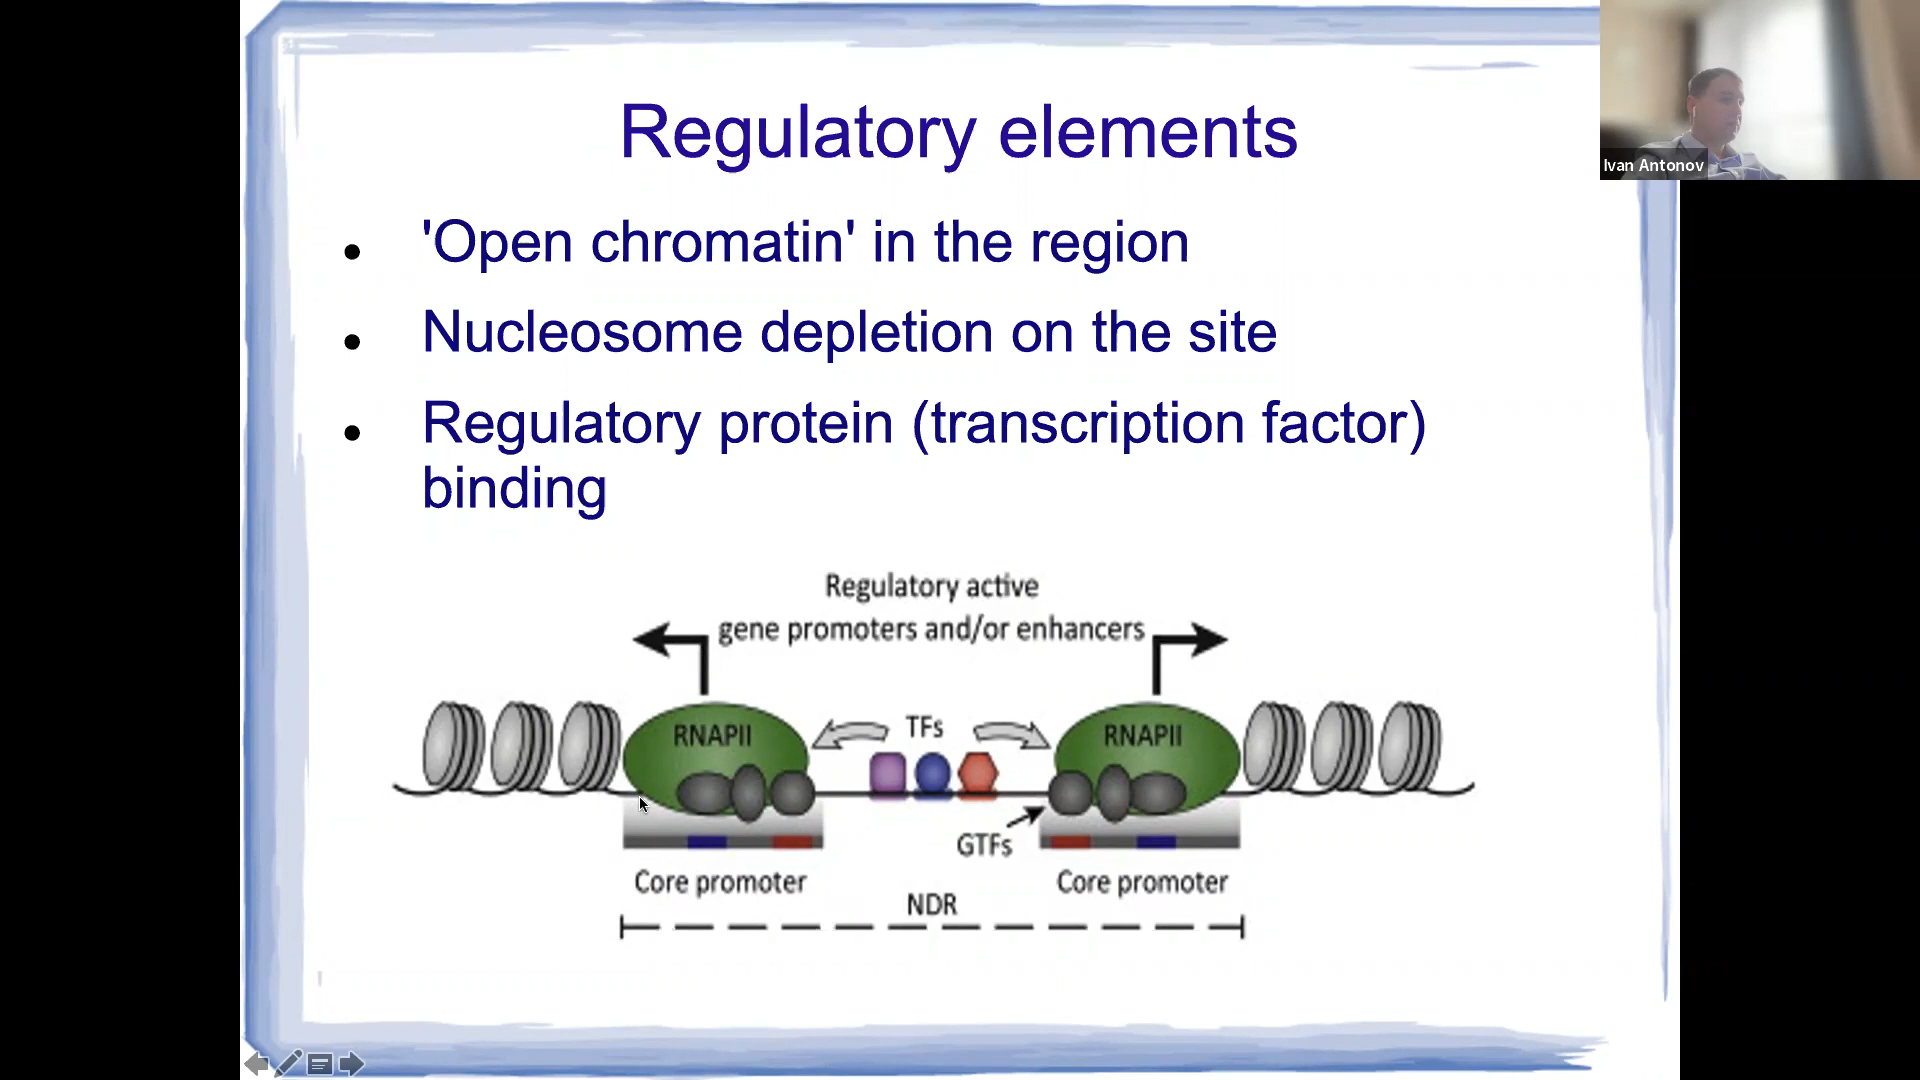 Regulatory elements
'Open chromatin' in the region
Nucleosome depletion on the site
Regulatory protein (transcription factor)
binding
Ivan Antonov
Regulatory active
gene promoters and/or enhancers
RNAPII
TFs
RNAPII
GTFs
Core promoter
Core promoter
NDR